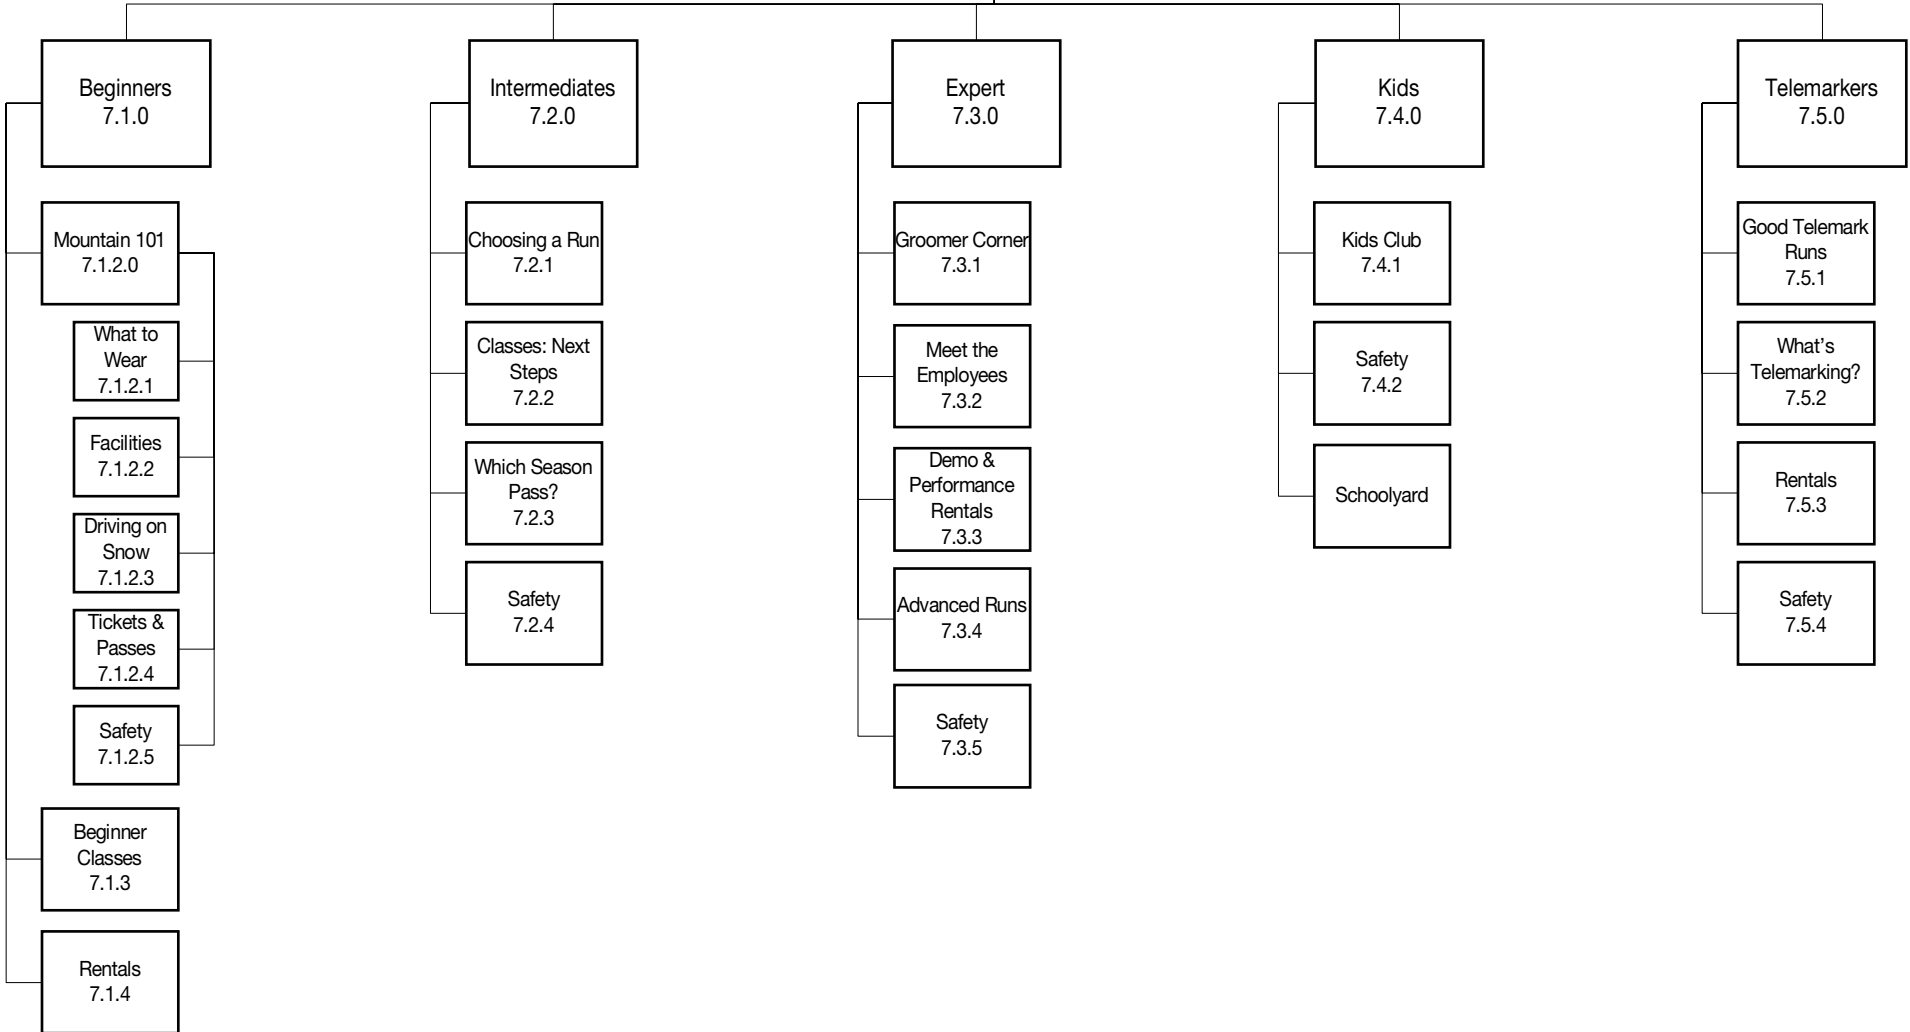 Beginners
7.1.0
Mountain 101
7.1.2.0
What to
Wear
7.1.2.1
Facilities
7.1.2.2
Driving on
Snow
7.1.2.3
Tickets &
Passes
7.1.2.4
Safety
7.1.2.5
Beginner
Classes
7.1.3
Rentals
7.1.4
Intermediates
7.2.0
Choosing a Run
7.2.1
Classes: Next
Steps
7.2.2
Which Season
Pass?
7.2.3
Safety
7.2.4
Expert
7.3.0
Groomer Corner
7.3.1
Meet the
Employees
7.3.2
Demo &
Performance
Rentals
7.3.3
Advanced Runs
7.3.4
Safety
7.3.5
Kids
7.4.0
Kids Club
7.4.1
Safety
7.4.2
Schoolyard
Telemarkers
7.5.0
Good Telemark
Runs
7.5.1
What’s
Telemarking?
7.5.2
Rentals
7.5.3
Safety
7.5.4